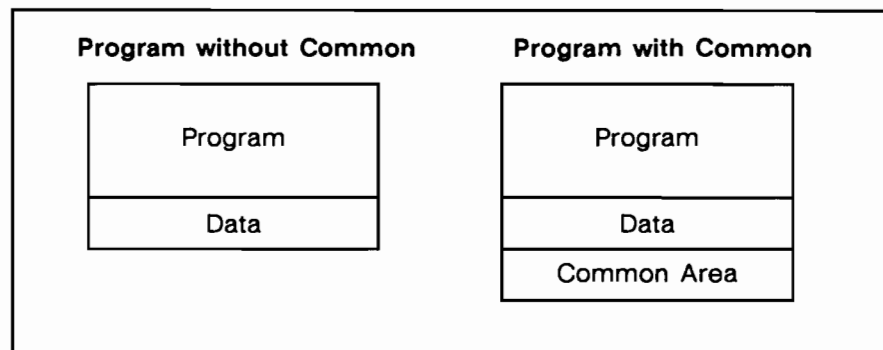 Program without Common
Program with Common
Program
Data
Program
Data
Common Area